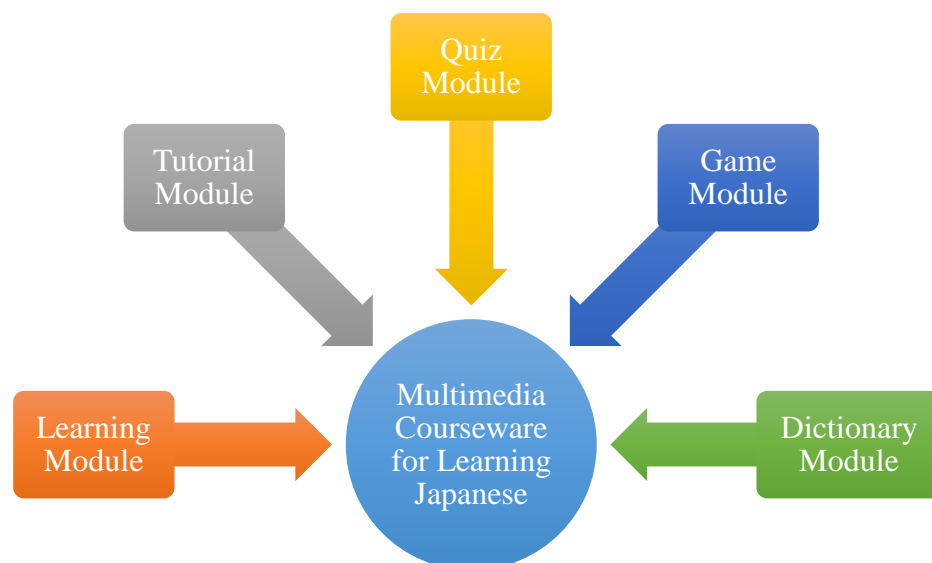 Quiz
Module
Tutorial
Module
Game
Module
Learning
Module
Multimedia
Courseware
for Learning
Japanese
Dictionary
Module